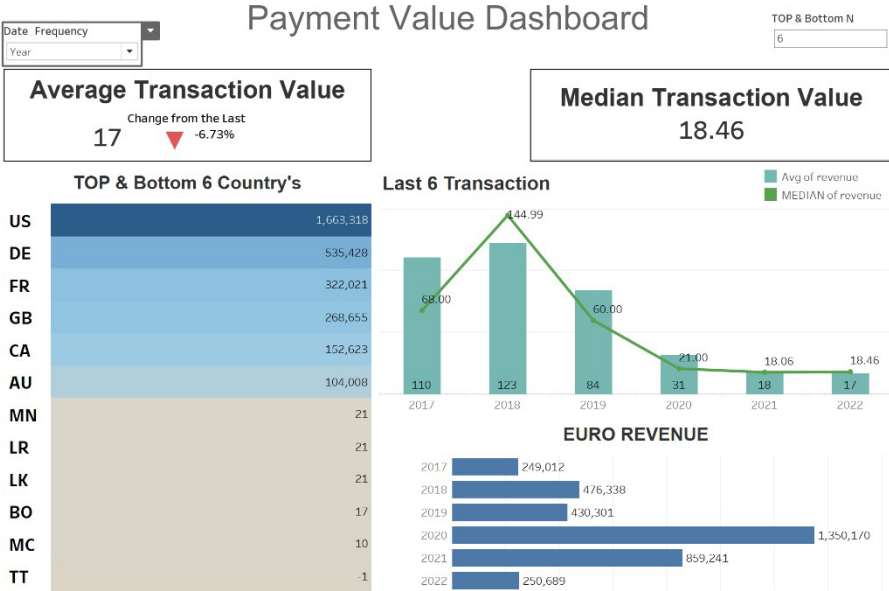 Payment Value Dashboard
Date Frequency
Year
TOP & Bottom N
6
Average Transaction Value
Change from the Last
17
-6.73%
Median Transaction Value
18.46
TOP & Bottom 6 Country's
US 1,663,318
DE 535,428
FR 322,021
GB 268,655
CA 152,623
AU 104,008
MN 21
LR 21
LK 21
BO 17
MC 10
TT -1
Last 6 Transaction
Avg of revenue
MEDIAN of revenue
144.99
68.00
60.00
21.00
18.06
18.46
110 123 84 31 18 17
2017 2018 2019 2020 2021 2022
EURO REVENUE
2017 249,012
2018 476,338
2019 430,301
2020 1,350,170
2021 859,241
2022 250,689